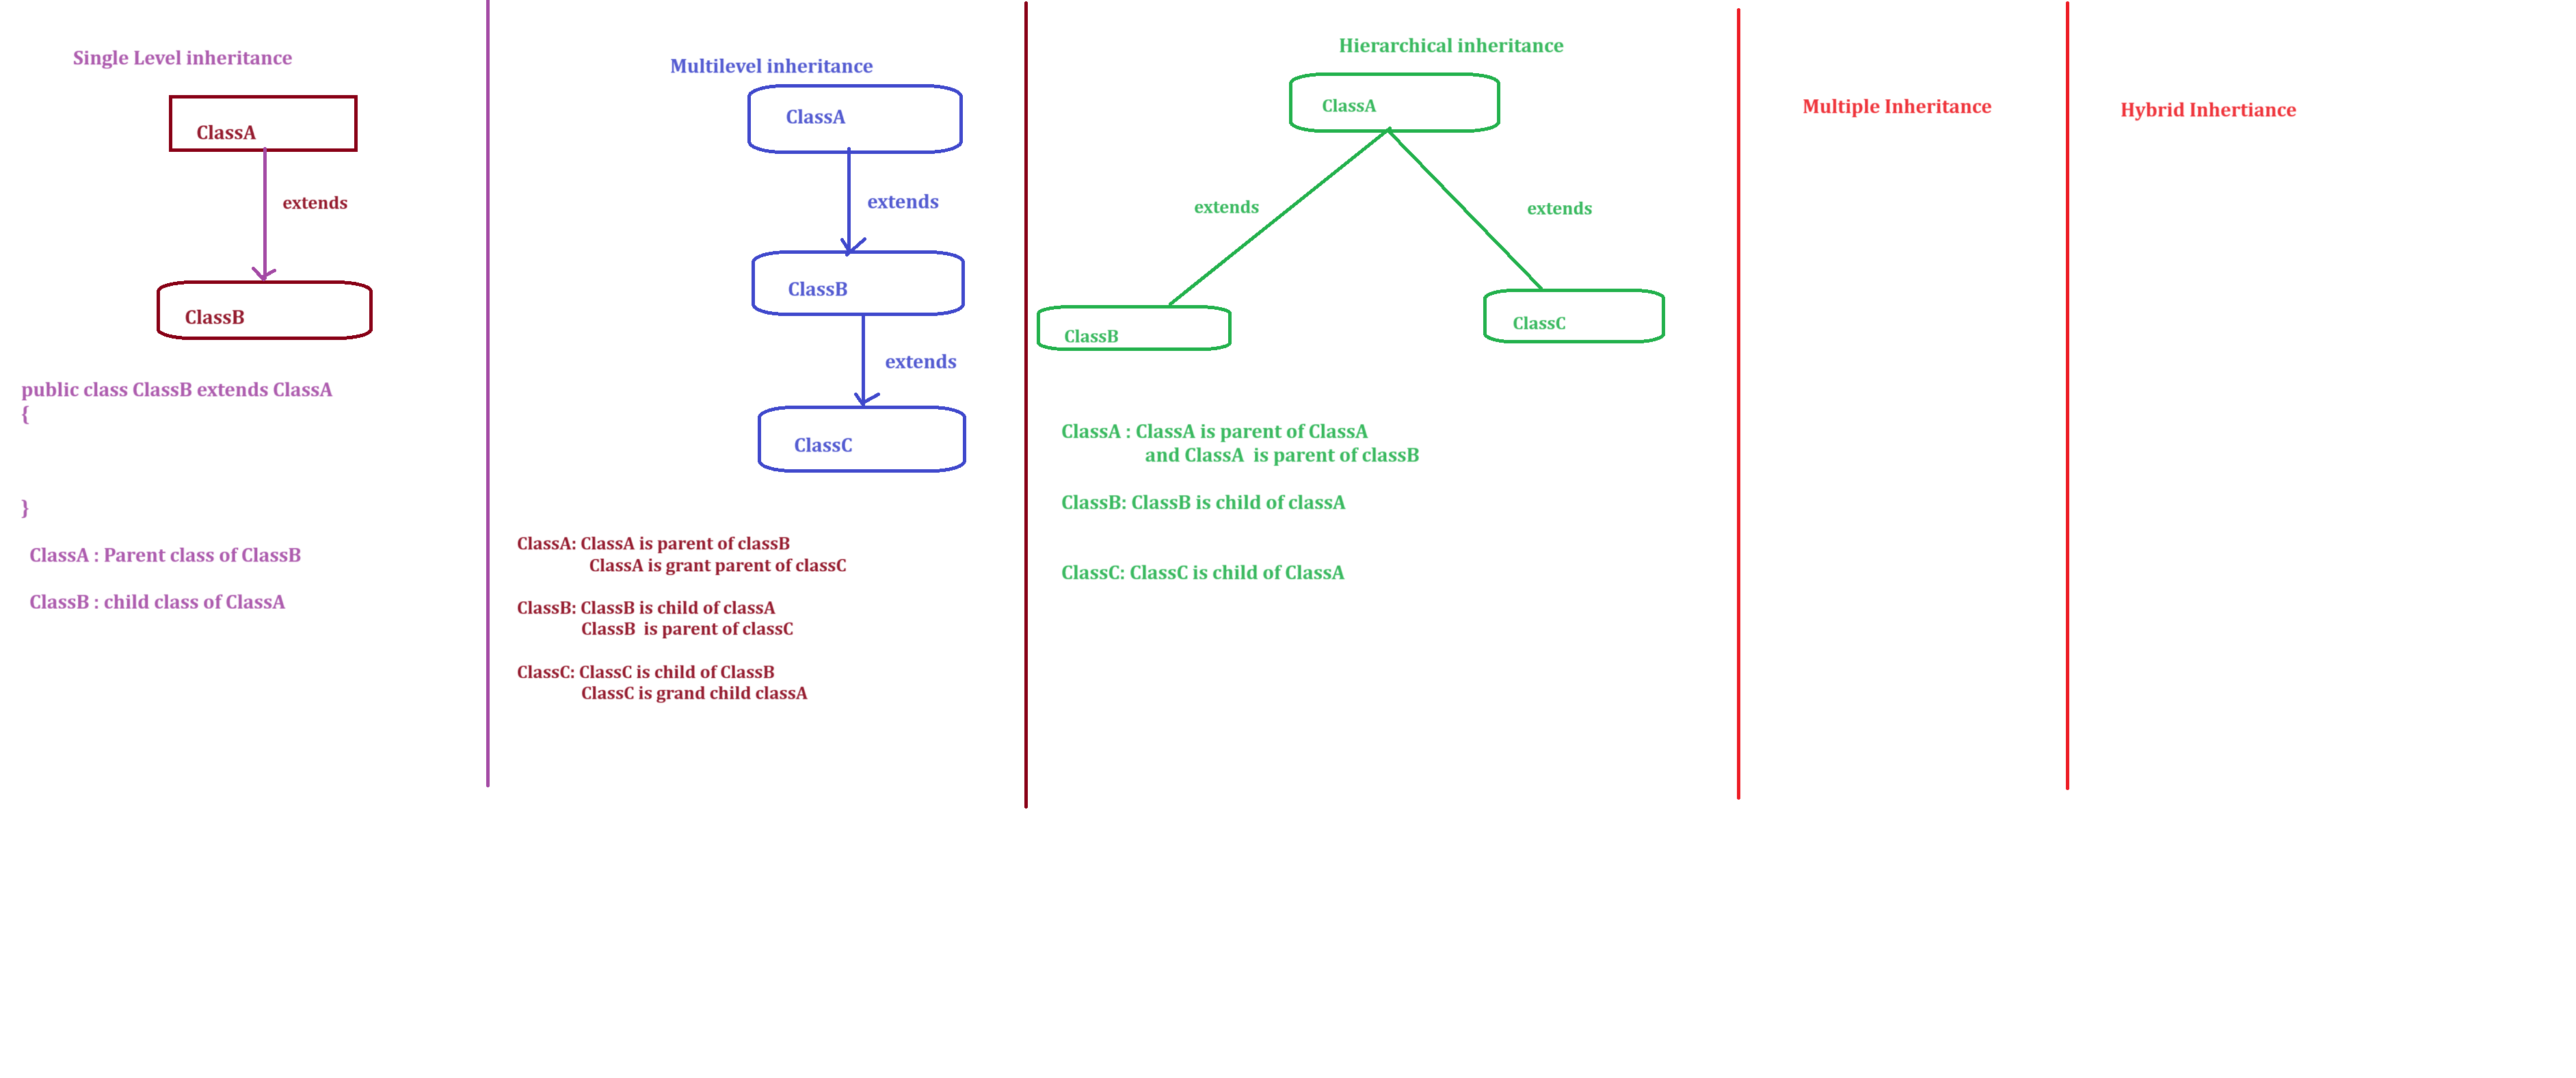 Single Level inheritance
ClassA
extends
ClassB
public class ClassB extends ClassA
{
}
ClassA : Parent class of ClassB
ClassB : child class of ClassA
Multilevel inheritance
ClassA
extends
ClassB
extends
ClassC
ClassA: ClassA is parent of classB
ClassA is grant parent of classC
ClassB: ClassB is child of classA
ClassB  is parent of classC
ClassC: ClassC is child of ClassB
ClassC is grand child classA
Hierarchical inheritance
ClassA
extends
extends
ClassB
ClassC
ClassA : ClassA is parent of ClassA
and ClassA  is parent of classB
ClassB: ClassB is child of classA
ClassC: ClassC is child of ClassA
Multiple Inheritance
Hybrid Inhertiance